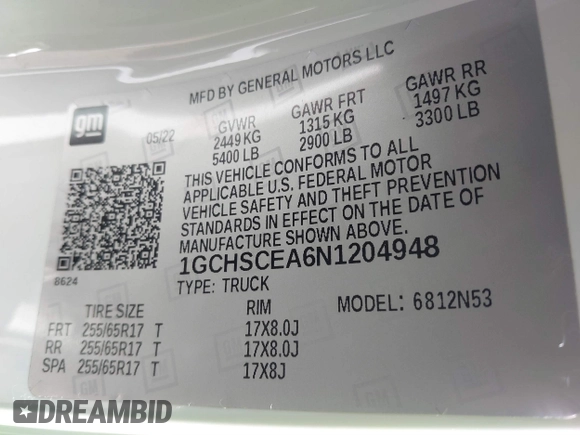 MFD BY GENERAL MOTORS LLC
gm
05/22
GVWR
2449 KG
5400 LB
GAWR FRT
1315 KG
2900 LB
GAWR RR
1497 KG
3300 LB
THIS VEHICLE CONFORMS TO ALL
APPLICABLE U.S. FEDERAL MOTOR
VEHICLE SAFETY AND THEFT PREVENTION
STANDARDS IN EFFECT ON THE DATE OF
MANUFACTURE SHOWN ABOVE.
1GCHSCEA6N1204948
8624
TYPE: TRUCK
MODEL: 6812N53
TIRE SIZE RIM
FRT 255/65R17 T 17X8.0J
RR 255/65R17 T 17X8.0J
SPA 255/65R17 T 17X8J
DREAMBID